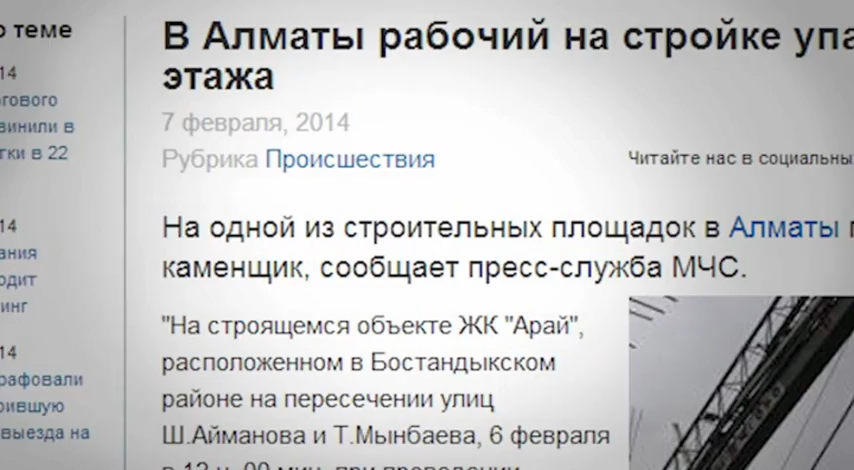 о теме
14
гового
винили в
тки в 22
14
ания
одит
инг
14
рафовали
рившую
выезда на
В Алматы рабочий на стройке упа
этажа
7 февраля, 2014
Рубрика Происшествия
Читайте нас в социальны
На одной из строительных площадок в Алматы
каменщик, сообщает пресс-служба МЧС.
"На строящемся объекте ЖК "Арай",
расположенном в Бостандыкском
районе на пересечении улиц
Ш.Айманова и Т.Мынбаева, 6 февраля